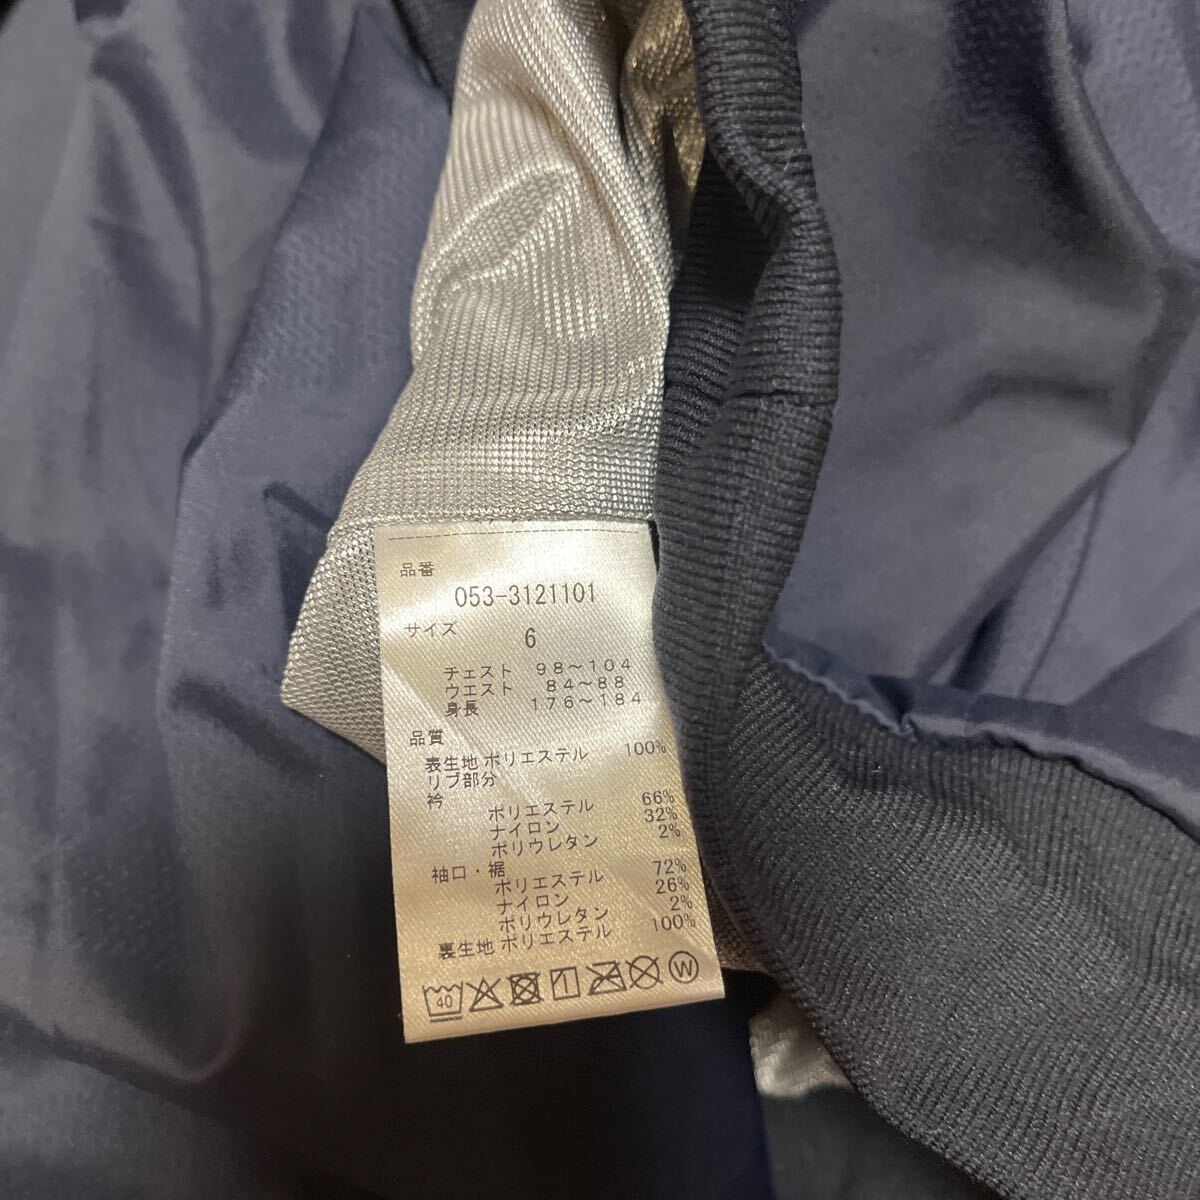 品番
053-3121101
サイズ
6
チェスト 98〜104
ウエスト 84〜88
身長 176〜184
品質
表生地 ポリエステル 100%
リブ部分
衿
ポリエステル 66%
ナイロン 32%
ポリウレタン 2%
袖口・裾
ポリエステル 72%
ナイロン 26%
ポリウレタン 2%
裏生地 ポリエステル 100%
40 W